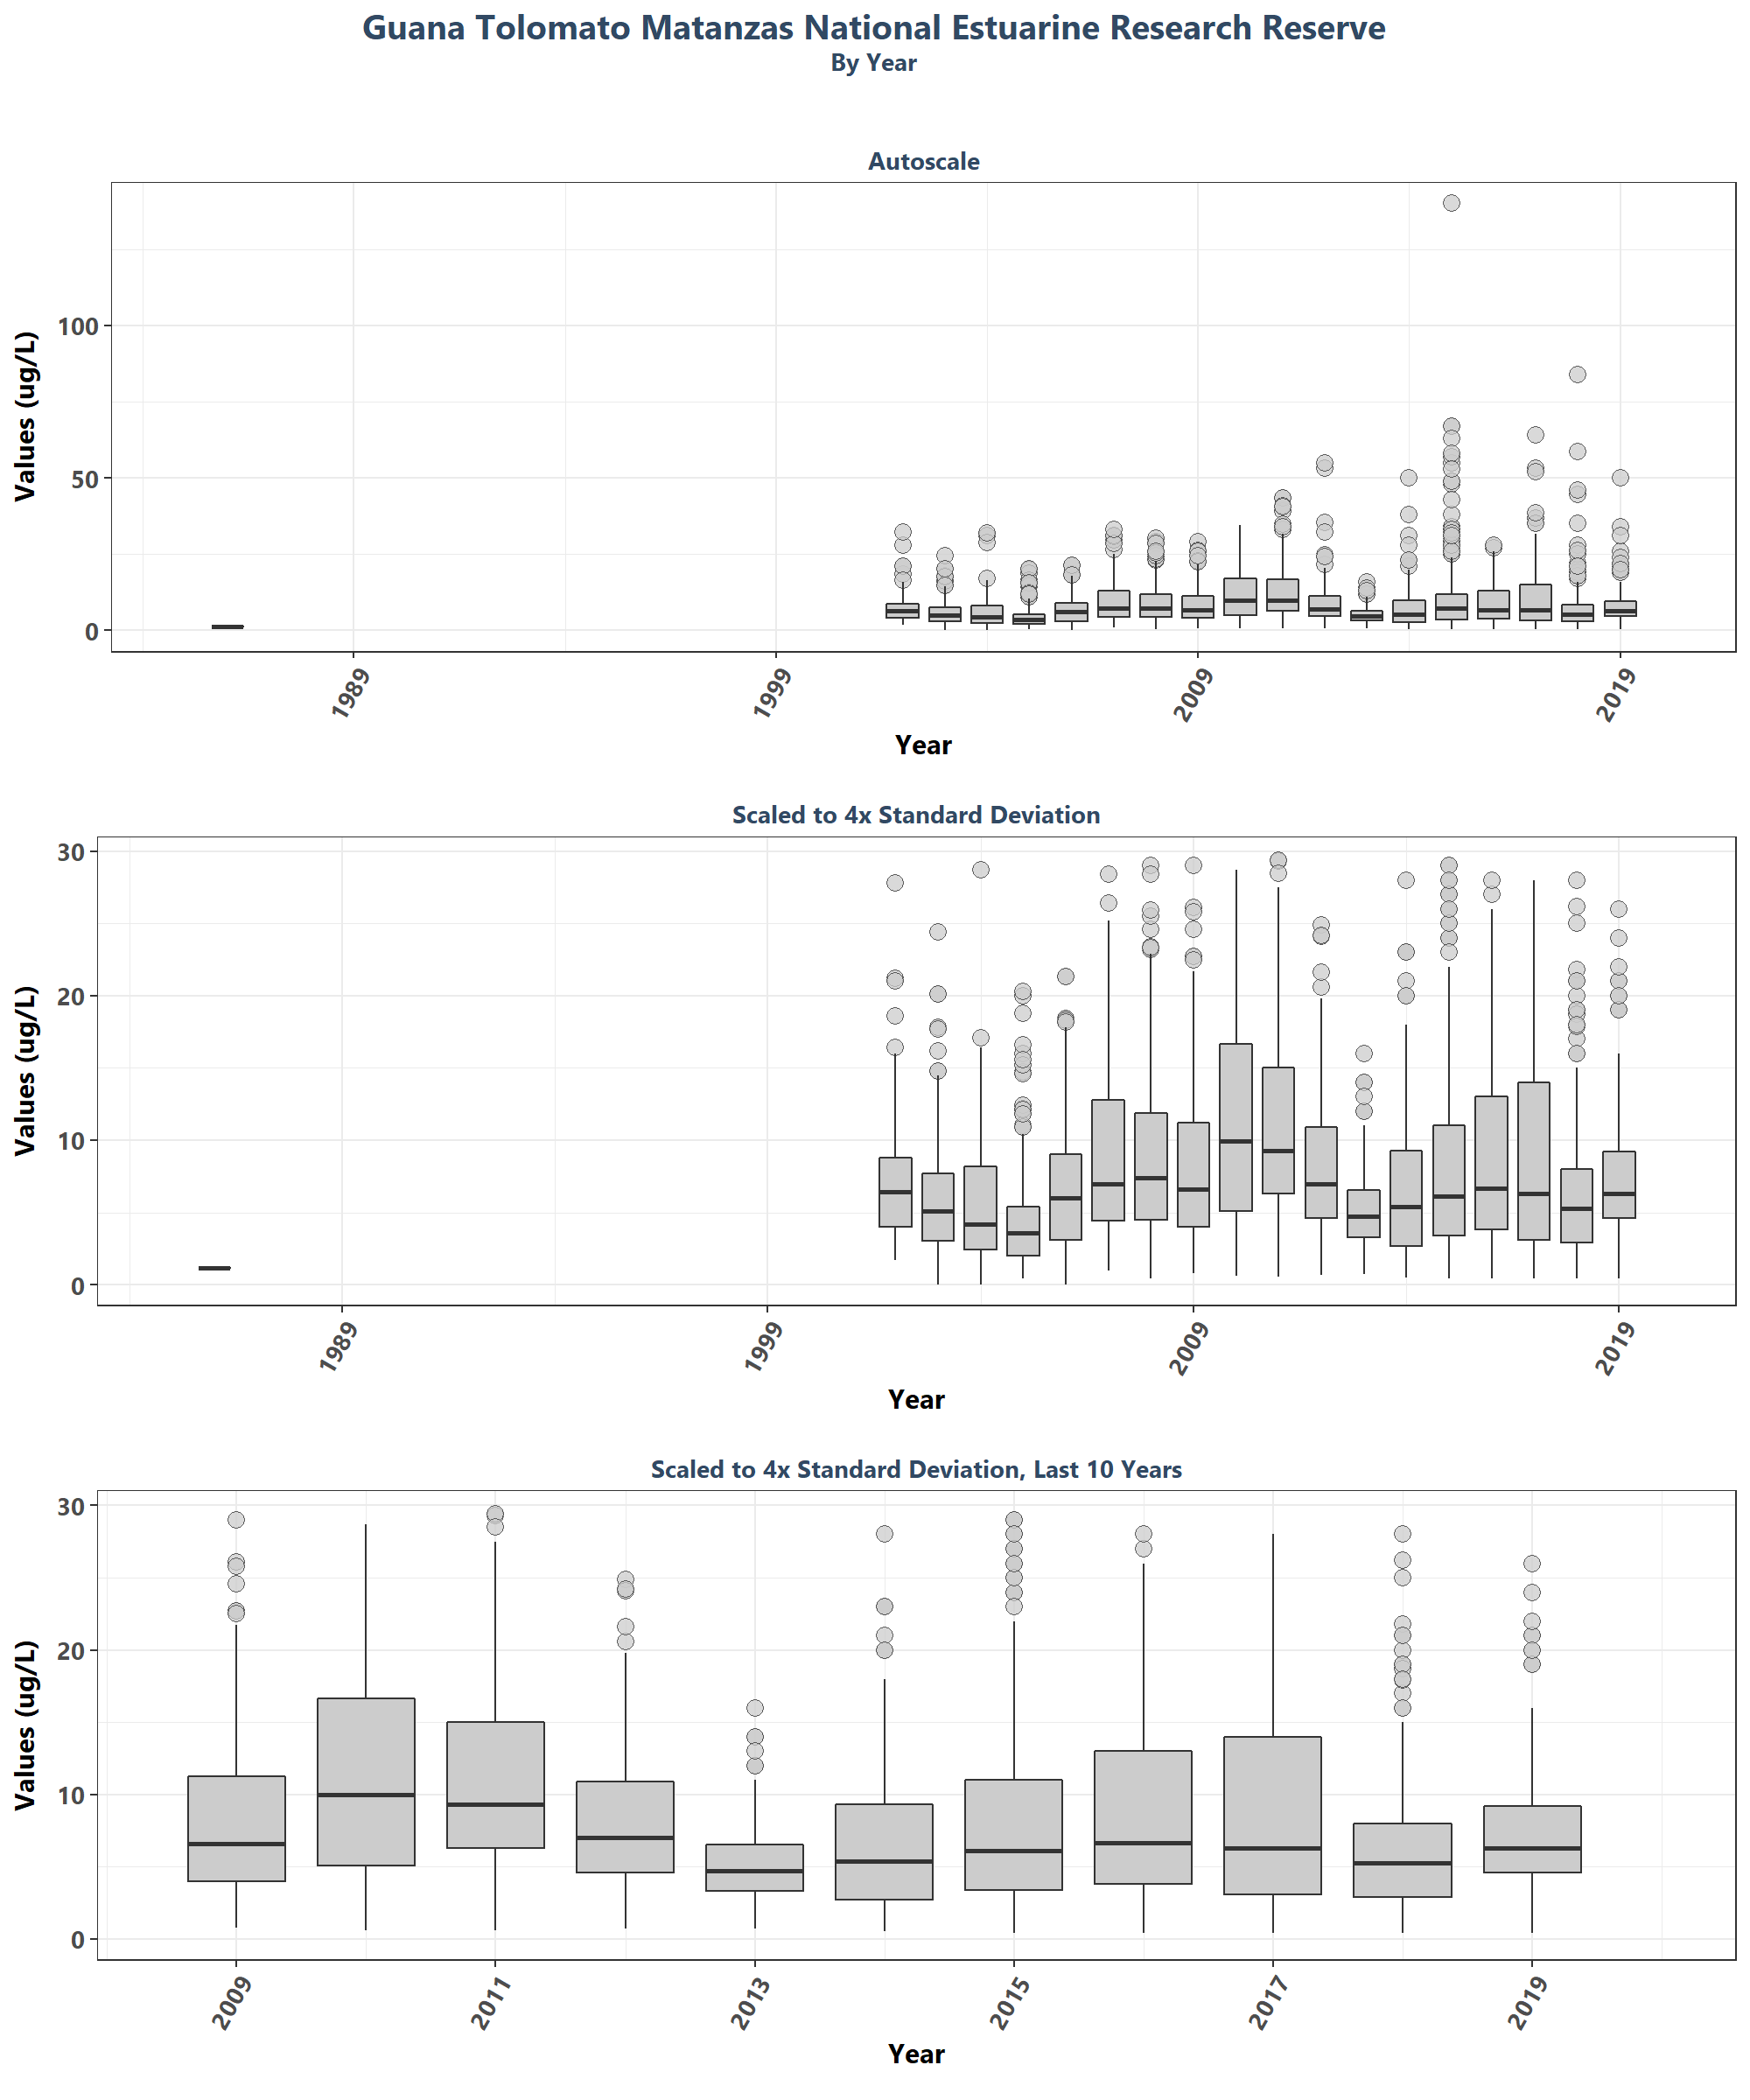 Guana Tolomato Matanzas National Estuarine Research Reserve
By Year
Autoscale
Values (ug/L)
100
50
0
1989
1999
2009
2019
Year
Scaled to 4x Standard Deviation
Values (ug/L)
30
20
10
0
1989
1999
2009
2019
Year
Scaled to 4x Standard Deviation, Last 10 Years
Values (ug/L)
30
20
10
0
2009
2011
2013
2015
2017
2019
Year